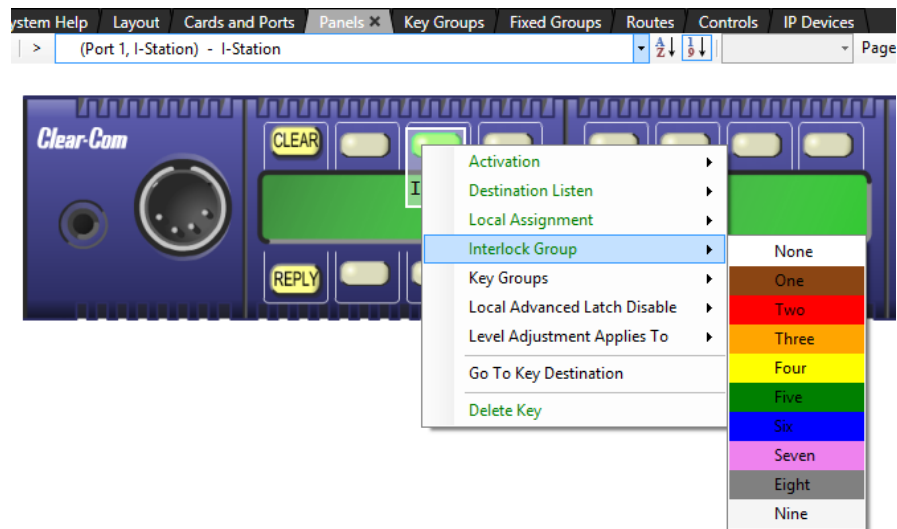 ystem Help Layout Cards and Ports Panels × Key Groups Fixed Groups Routes Controls IP Devices
> (Port 1, I-Station) - I-Station Page
Clear-Com
CLEAR
I
REPLY
Activation
Destination Listen
Local Assignment
Interlock Group
Key Groups
Local Advanced Latch Disable
Level Adjustment Applies To
Go To Key Destination
Delete Key
None
One
Two
Three
Four
Five
Six
Seven
Eight
Nine